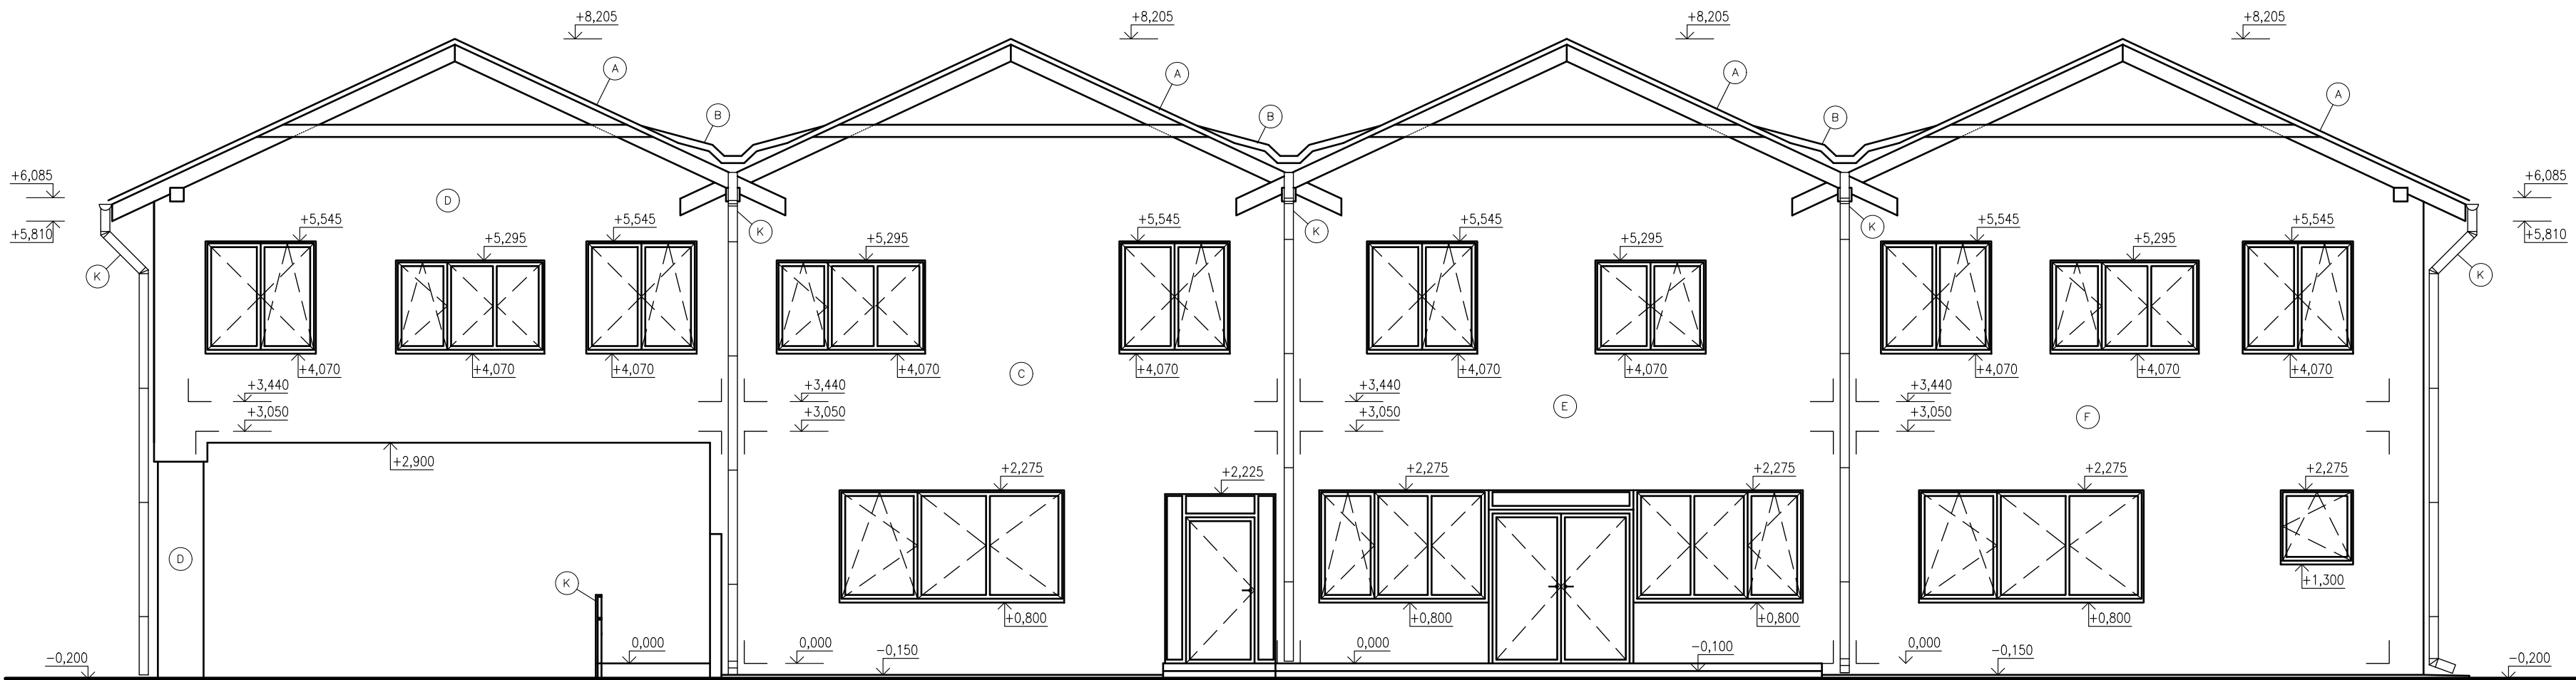 +8,205 +8,205 +8,205 +8,205
A A A A
B B B
+6,085 +6,085
D
+5,810 +5,545 +5,295 +5,545 K +5,295 +5,545 K +5,545 +5,295 K +5,545 +5,295 +5,545 +5,810
K K
+4,070 +4,070 +4,070 +4,070 +4,070 +4,070 +4,070 +4,070 +4,070 +4,070
C
+3,440 +3,440 +3,440 +3,440
+3,050 +3,050 E +3,050 F
+3,050
+2,900
+2,275 +2,225 +2,275 +2,275 +2,275 +2,275
D
K +1,300
+0,800 +0,800 +0,800 +0,800
0,000 0,000 0,000 0,000
-0,200 -0,150 -0,100 -0,150 -0,200